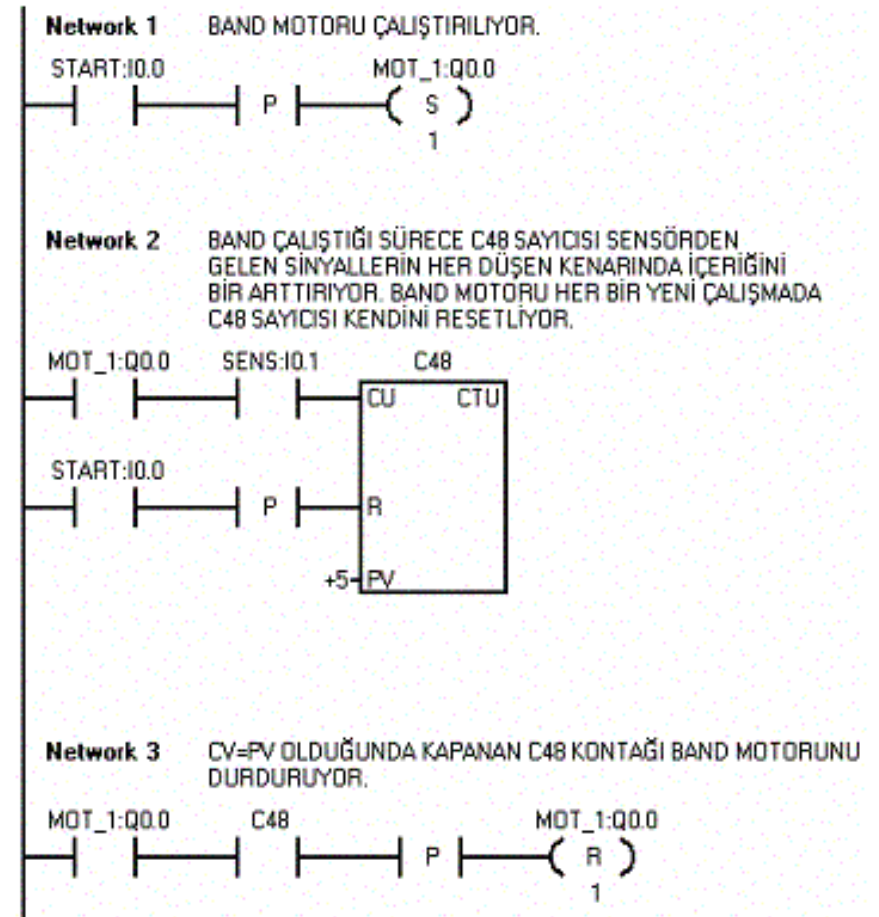 Network 1 BAND MOTORU ÇALIŞTIRILIYOR.
START:I0.0 MOT_1:Q0.0
P S
1
Network 2 BAND ÇALIŞTIĞI SÜRECE C48 SAYICISI SENSÖRDEN
GELEN SİNYALLERİN HER DÜŞEN KENARINDA İÇERİĞİNİ
BİR ARTTIRIYOR. BAND MOTORU HER BİR YENİ ÇALIŞMADA
C48 SAYICISI KENDİNİ RESETLİYOR.
MOT_1:Q0.0 SENS:I0.1 C48
CU CTU
START:I0.0
P R
+5 PV
Network 3 CV=PV OLDUĞUNDA KAPANAN C48 KONTAĞI BAND MOTORUNU
DURDURUYOR.
MOT_1:Q0.0 C48 MOT_1:Q0.0
P R
1